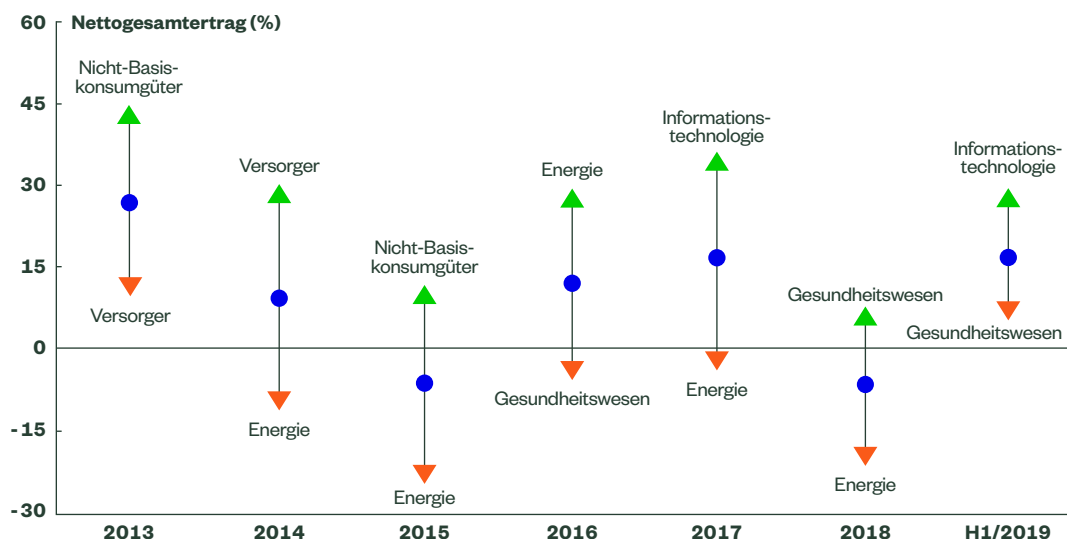 60
Nettogesamtertrag (%)
Nicht-Basis-
konsumgüter
45
Informations-
technologie
Informations-
technologie
Versorger
Energie
30
Nicht-Basis-
konsumgüter
15
Gesundheitswesen
Versorger
Gesundheitswesen
0
Energie
Gesundheitswesen
Energie
-15
Energie
Energie
-30
2013
2014
2015
2016
2017
2018
H1/2019